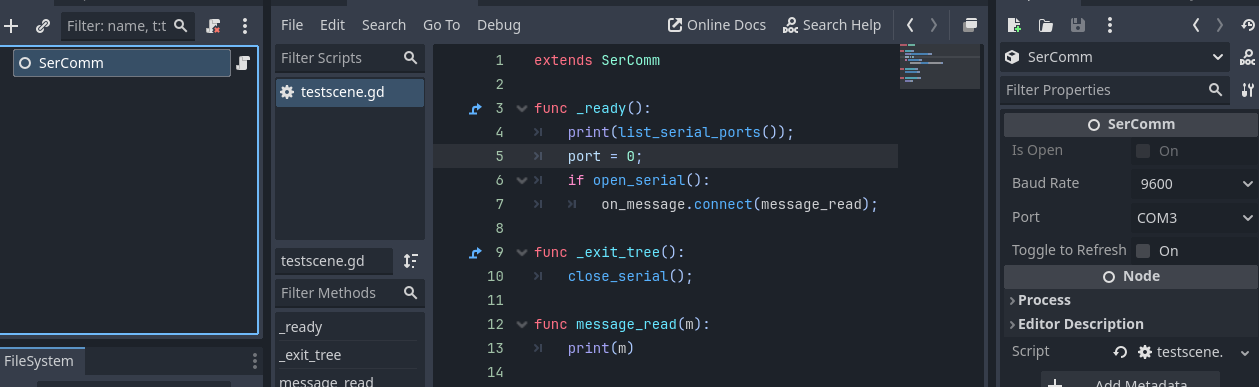 Filter: name, t:t
SerComm
FileSystem
File Edit Search Go To Debug Online Docs Search Help
Filter Scripts
testscene.gd
testscene.gd
Filter Methods
_ready
_exit_tree
message_read
1 extends SerComm
2
3 func _ready():
4 print(list_serial_ports());
5 port = 0;
6 if open_serial():
7 on_message.connect(message_read);
8
9 func _exit_tree():
10 close_serial();
11
12 func message_read(m):
13 print(m)
14
SerComm
Filter Properties
SerComm
Is Open On
Baud Rate 9600
Port COM3
Toggle to Refresh On
Node
Process
Editor Description
Script testscene.
Add Metadata